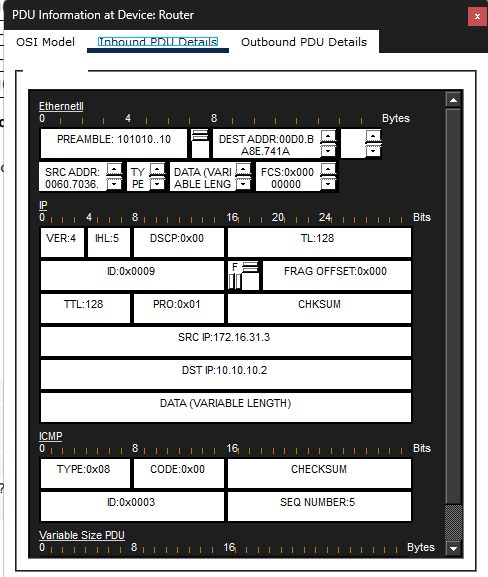 PDU Information at Device: Router
x
OSI Model Inbound PDU Details Outbound PDU Details
EthernetII
0 4 8 Bytes
PREAMBLE: 101010..10
DEST ADDR:00D0.B
A8E.741A
SRC ADDR:
0060.7036.
TY
PE
DATA (VARI
ABLE LENG
FCS:0x000
00000
IP
0 4 8 16 20 24 Bits
VER:4 IHL:5 DSCP:0x00 TL:128
ID:0x0009 F FRAG OFFSET:0x000
TTL:128 PRO:0x01 CHKSUM
SRC IP:172.16.31.3
DST IP:10.10.10.2
DATA (VARIABLE LENGTH)
ICMP
0 8 16 Bits
TYPE:0x08 CODE:0x00 CHECKSUM
ID:0x0003 SEQ NUMBER:5
Variable Size PDU
0 8 16 Bytes
?